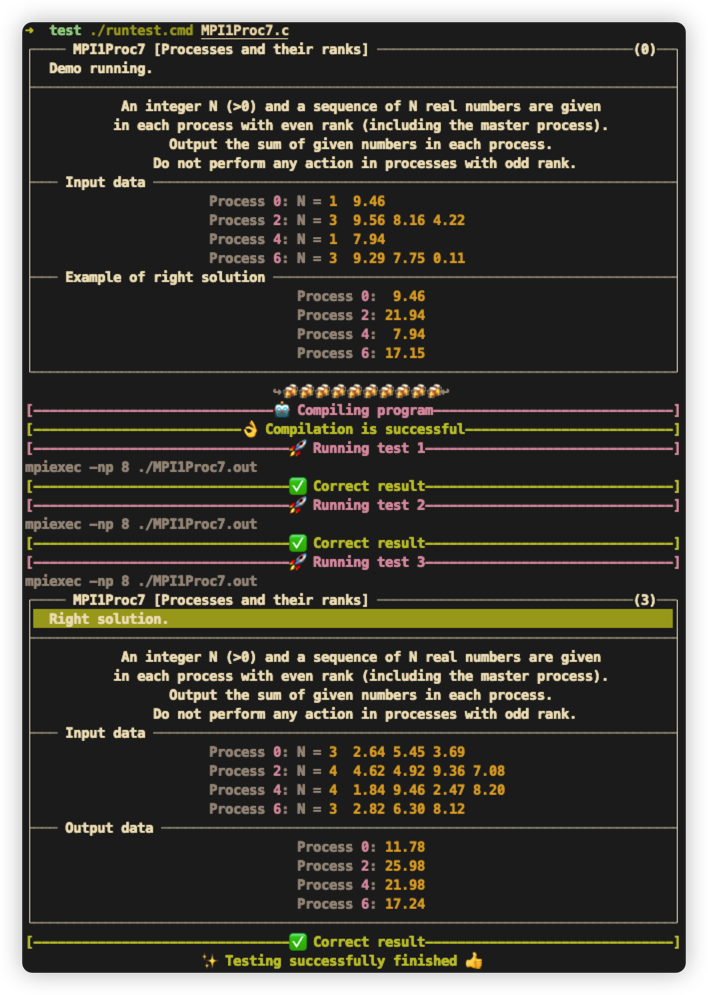 ➜ test ./runtest.cmd MPI1Proc7.c
MPI1Proc7 [Processes and their ranks] (0)
Demo running.
An integer N (>0) and a sequence of N real numbers are given
in each process with even rank (including the master process).
Output the sum of given numbers in each process.
Do not perform any action in processes with odd rank.
Input data
Process 0: N = 1 9.46
Process 2: N = 3 9.56 8.16 4.22
Process 4: N = 1 7.94
Process 6: N = 3 9.29 7.75 0.11
Example of right solution
Process 0: 9.46
Process 2: 21.94
Process 4: 7.94
Process 6: 17.15
[🤖 Compiling program]
[👌 Compilation is successful]
[🚀 Running test 1]
mpiexec -np 8 ./MPI1Proc7.out
[✅ Correct result]
[🚀 Running test 2]
mpiexec -np 8 ./MPI1Proc7.out
[✅ Correct result]
[🚀 Running test 3]
mpiexec -np 8 ./MPI1Proc7.out
MPI1Proc7 [Processes and their ranks] (3)
Right solution.
An integer N (>0) and a sequence of N real numbers are given
in each process with even rank (including the master process).
Output the sum of given numbers in each process.
Do not perform any action in processes with odd rank.
Input data
Process 0: N = 3 2.64 5.45 3.69
Process 2: N = 4 4.62 4.92 9.36 7.08
Process 4: N = 4 1.84 9.46 2.47 8.20
Process 6: N = 3 2.82 6.30 8.12
Output data
Process 0: 11.78
Process 2: 25.98
Process 4: 21.98
Process 6: 17.24
[✅ Correct result]
✨ Testing successfully finished 👍